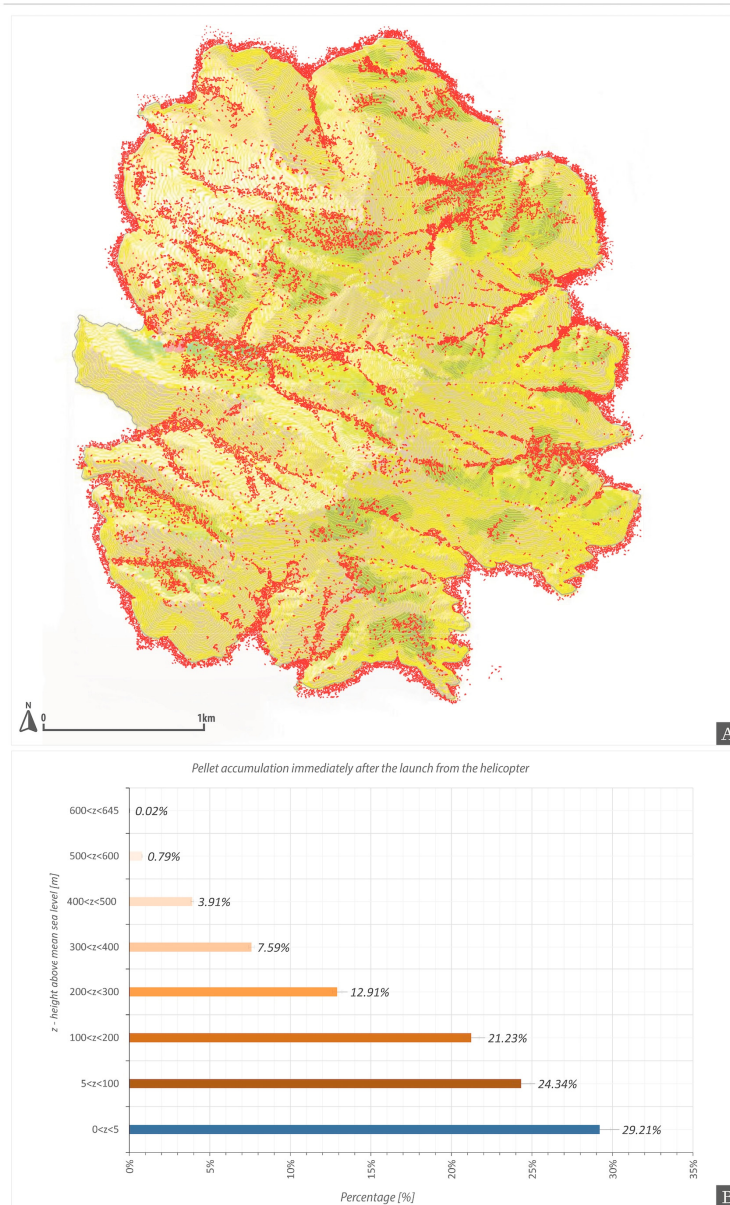 N
0
1km
A
Pellet accumulation immediately after the launch from the helicopter
z - height above mean sea level [m]
600<z<645
0.02%
500<z<600
0.79%
400<z<500
3.91%
300<z<400
7.59%
200<z<300
12.91%
100<z<200
21.23%
5<z<100
24.34%
0<z<5
29.21%
0%
5%
10%
15%
20%
25%
30%
35%
Percentage [%]
B